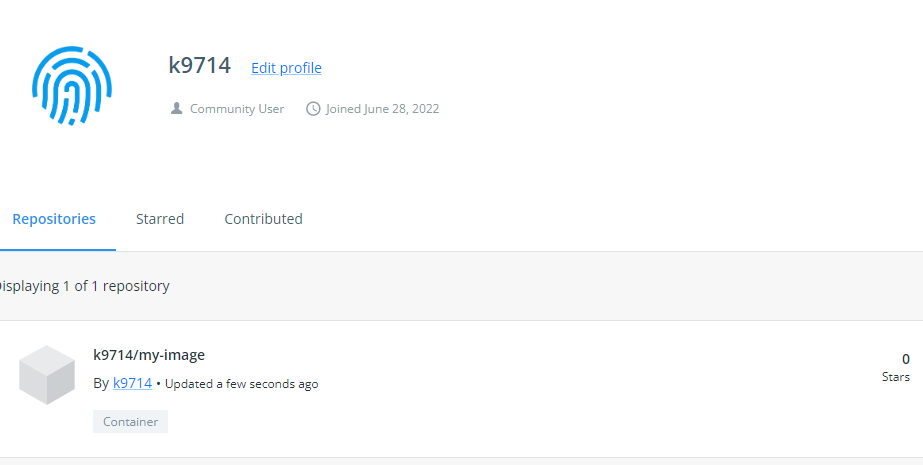 k9714 Edit profile
Community User Joined June 28, 2022
Repositories Starred Contributed
isplaying 1 of 1 repository
k9714/my-image
0
By k9714 • Updated a few seconds ago
Stars
Container